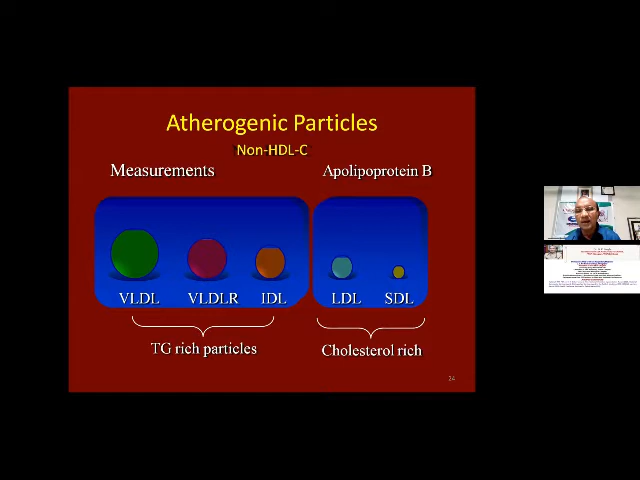 Atherogenic Particles
Non-HDL-C
Measurements
Apolipoprotein B
VLDL
VLDLR
IDL
LDL
SDL
TG rich particles
Cholesterol rich
24